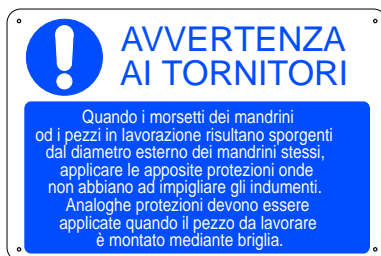 AVVERTENZA
AI TORNITORI
Quando i morsetti dei mandrini
od i pezzi in lavorazione risultano sporgenti
dal diametro esterno dei mandrini stessi,
applicare le apposite protezioni onde
non abbiano ad impigliare gli indumenti.
Analoghe protezioni devono essere
applicate quando il pezzo da lavorare
è montato mediante briglia.